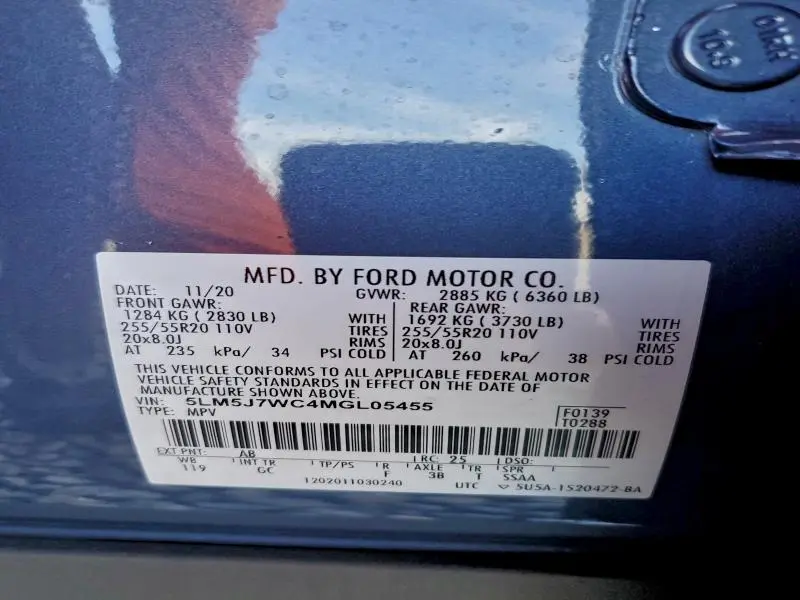 MFD. BY FORD MOTOR CO.
DATE: 11/20 GVWR: 2885 KG ( 6360 LB)
FRONT GAWR: REAR GAWR:
1284 KG ( 2830 LB) WITH 1692 KG ( 3730 LB) WITH
255/55R20 110V TIRES 255/55R20 110V TIRES
20x8.0J RIMS 20x8.0J RIMS
AT 235 kPa/ 34 PSI COLD AT 260 kPa/ 38 PSI COLD
THIS VEHICLE CONFORMS TO ALL APPLICABLE FEDERAL MOTOR
VEHICLE SAFETY STANDARDS IN EFFECT ON THE DATE OF
MANUFACTURE SHOWN ABOVE.
VIN: 5LM5J7WC4MGL05455
TYPE: MPV
F0139
T0288
EXT PNT: AB RC: 25 DSO:
WB INT TR TP/PS R AXLE TR SPR
119 GC F 3B T SSAA
1202011030240 UTC 5U5A-1520472-BA